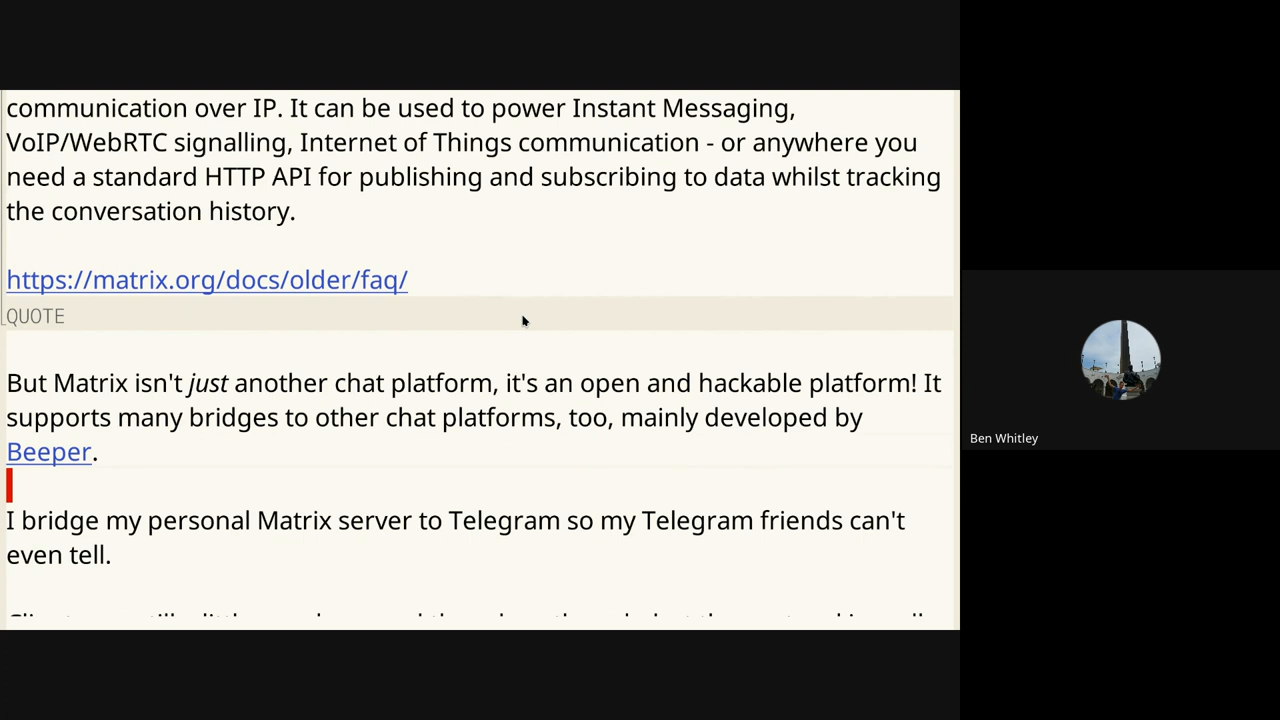 communication over IP. It can be used to power Instant Messaging,
VoIP/WebRTC signalling, Internet of Things communication - or anywhere you
need a standard HTTP API for publishing and subscribing to data whilst tracking
the conversation history.
https://matrix.org/docs/older/faq/
QUOTE
But Matrix isn't just another chat platform, it's an open and hackable platform! It
supports many bridges to other chat platforms, too, mainly developed by
Beeper.
I bridge my personal Matrix server to Telegram so my Telegram friends can't
even tell.
Ben Whitley